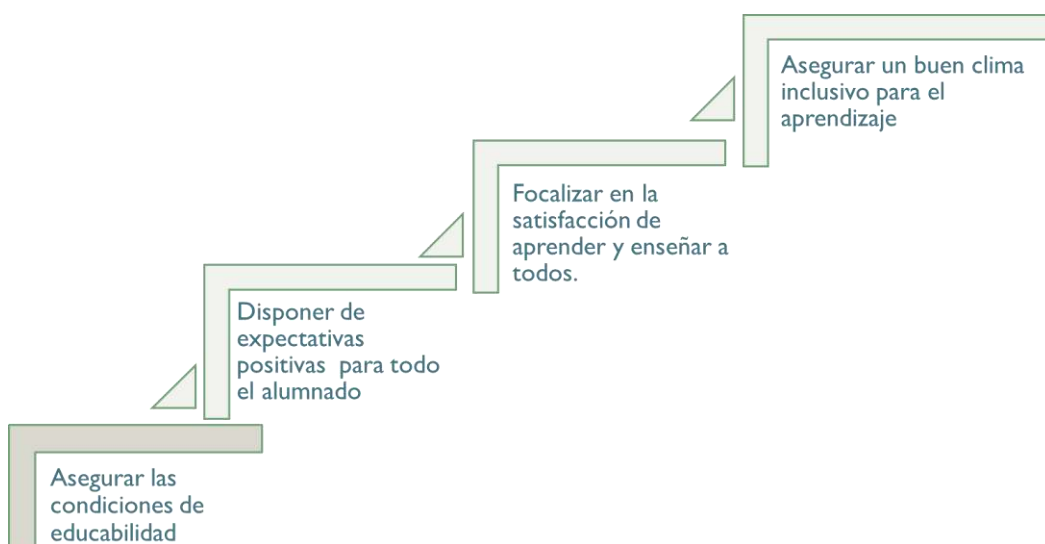 Asegurar un buen clima
inclusivo para el
aprendizaje
Focalizar en la
satisfacción de
aprender y enseñar a
todos.
Disponer de
expectativas
positivas para todo
el alumnado
Asegurar las
condiciones de
educabilidad